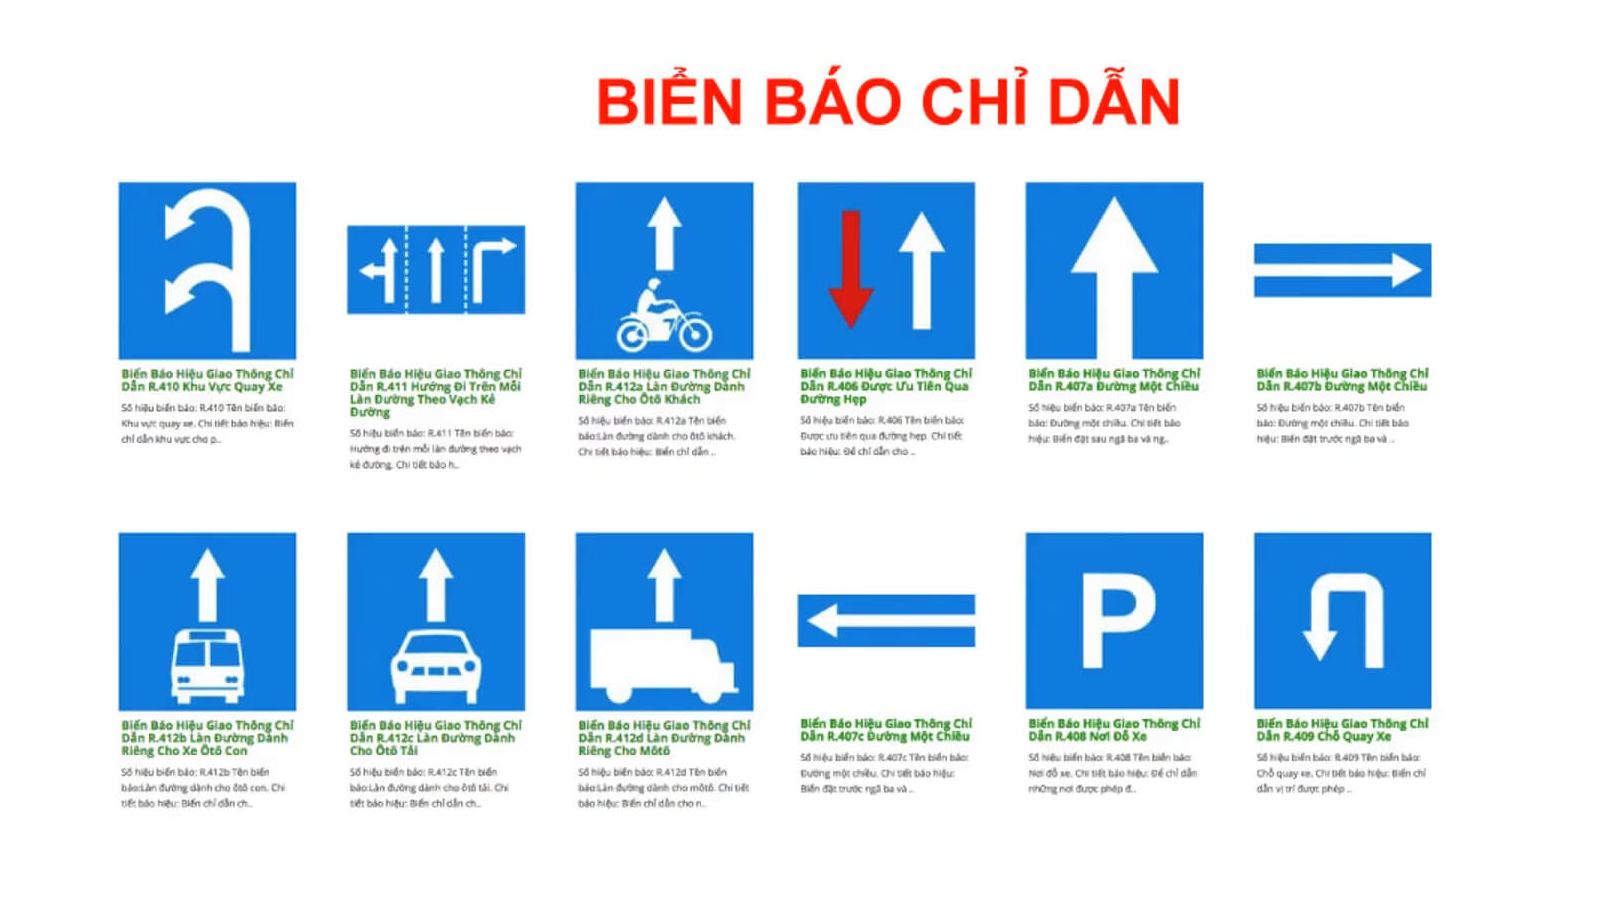 BIỂN BÁO CHỈ DẪN
Biển Báo Hiệu Giao Thông Chỉ
Dẫn R.410 Khu Vực Quay Xe
Số hiệu biển báo: R.410 Tên biển báo:
Khu vực quay xe. Chi tiết báo hiệu: Biển
chỉ dẫn khu vực cho p..
Biển Báo Hiệu Giao Thông Chỉ
Dẫn R.411 Hướng Đi Trên Mỗi
Làn Đường Theo Vạch Kẻ
Đường
Số hiệu biển báo: R.411 Tên biển báo:
Hướng đi trên mỗi làn đường theo vạch
kẻ đường. Chi tiết báo h..
Biển Báo Hiệu Giao Thông Chỉ
Dẫn R.412a Làn Đường Dành
Riêng Cho Ôtô Khách
Số hiệu biển báo: R.412a Tên biển
báo:Làn đường dành cho ôtô khách.
Chi tiết báo hiệu: Biển chỉ dẫn ..
Biển Báo Hiệu Giao Thông Chỉ
Dẫn R.406 Được Ưu Tiên Qua
Đường Hẹp
Số hiệu biển báo: R.406 Tên biển báo:
Được ưu tiên qua đường hẹp. Chi tiết
báo hiệu: Để chỉ dẫn cho ..
Biển Báo Hiệu Giao Thông Chỉ
Dẫn R.407a Đường Một Chiều
Số hiệu biển báo: R.407a Tên biển
báo: Đường một chiều. Chi tiết báo
hiệu: Biển đặt sau ngã ba và ng..
Biển Báo Hiệu Giao Thông Chỉ
Dẫn R.407b Đường Một Chiều
Số hiệu biển báo: R.407b Tên biển
báo: Đường một chiều. Chi tiết báo
hiệu: Biển đặt trước ngã ba và ..
Biển Báo Hiệu Giao Thông Chỉ
Dẫn R.412b Làn Đường Dành
Riêng Cho Xe Ôtô Con
Số hiệu biển báo: R.412b Tên biển
báo:Làn đường dành cho ôtô con. Chi
tiết báo hiệu: Biển chỉ dẫn ch..
Biển Báo Hiệu Giao Thông Chỉ
Dẫn R.412c Làn Đường Dành
Cho Ôtô Tải
Số hiệu biển báo: R.412c Tên biển
báo:Làn đường dành cho ôtô tải. Chi
tiết báo hiệu: Biển chỉ dẫn ch..
Biển Báo Hiệu Giao Thông Chỉ
Dẫn R.412d Làn Đường Dành
Riêng Cho Môtô
Số hiệu biển báo: R.412d Tên biển
báo:Làn đường dành cho môtô. Chi tiết
báo hiệu: Biển chỉ dẫn cho n..
Biển Báo Hiệu Giao Thông Chỉ
Dẫn R.407c Đường Một Chiều
Số hiệu biển báo: R.407c Tên biển báo:
Đường một chiều. Chi tiết báo hiệu:
Biển đặt trước ngã ba và ..
P
Biển Báo Hiệu Giao Thông Chỉ
Dẫn R.408 Nơi Đỗ Xe
Số hiệu biển báo: R.408 Tên biển báo:
Nơi đỗ xe. Chi tiết báo hiệu: Để chỉ dẫn
những nơi được phép đ..
Biển Báo Hiệu Giao Thông Chỉ
Dẫn R.409 Chỗ Quay Xe
Số hiệu biển báo: R.409 Tên biển báo:
Chỗ quay xe. Chi tiết báo hiệu: Biển chỉ
dẫn vị trí được phép ..